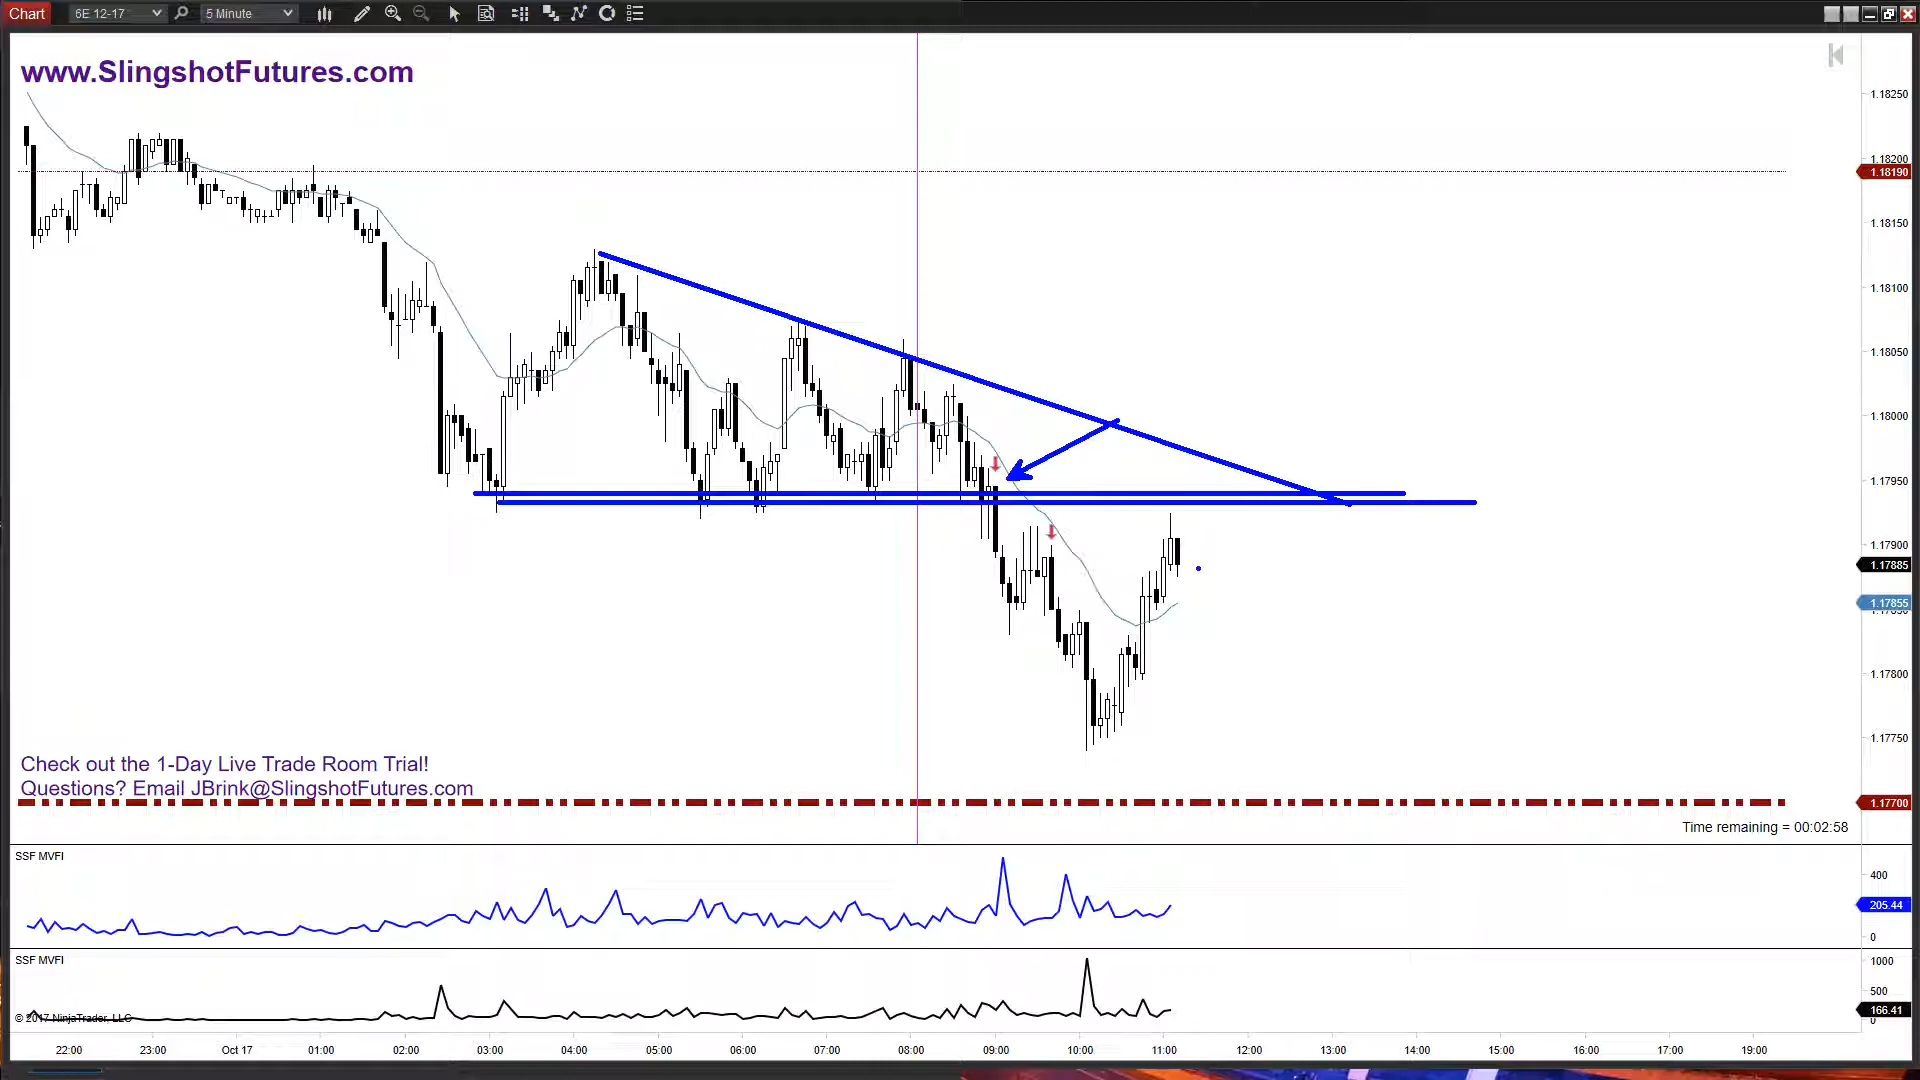 Chart 6E 12-17 5 Minute
www.SlingshotFutures.com
1.18250
1.18200
1.18190
1.18150
1.18100
1.18050
1.18000
1.17950
1.17900
1.17885
1.17855
1.17800
1.17750
Check out the 1-Day Live Trade Room Trial!
Questions? Email JBrink@SlingshotFutures.com
1.17700
Time remaining = 00:02:58
SSF MVFI
400
205.44
0
SSF MVFI
1000
500
166.41
0
© 2017 NinjaTrader, LLC
22:00 23:00 Oct 17 01:00 02:00 03:00 04:00 05:00 06:00 07:00 08:00 09:00 10:00 11:00 12:00 13:00 14:00 15:00 16:00 17:00 19:00